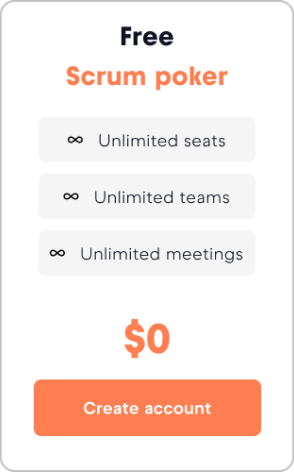 Free
Scrum poker
∞ Unlimited seats
∞ Unlimited teams
∞ Unlimited meetings
$0
Create account